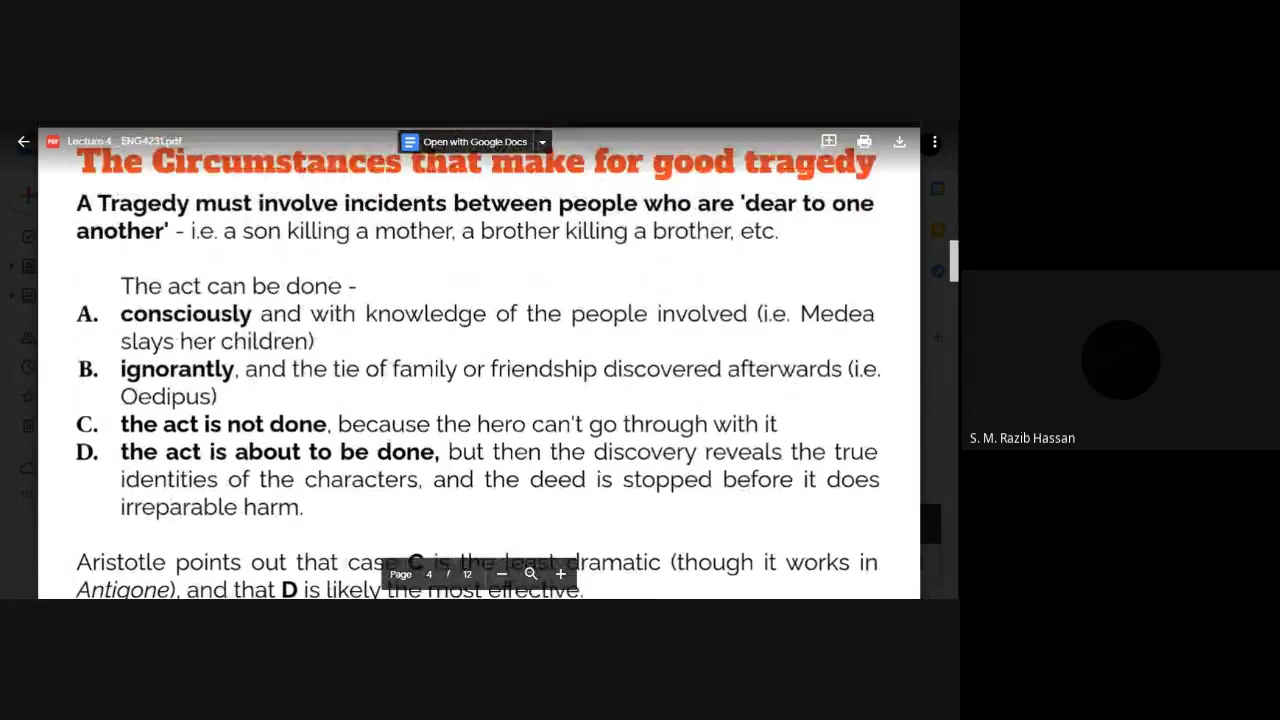 Lecture 4 _ENG4231.pdf
Open with Google Docs
The Circumstances that make for good tragedy
A Tragedy must involve incidents between people who are 'dear to one
another' - i.e. a son killing a mother, a brother killing a brother, etc.
The act can be done -
A. consciously and with knowledge of the people involved (i.e. Medea
slays her children)
B. ignorantly, and the tie of family or friendship discovered afterwards (i.e.
Oedipus)
C. the act is not done, because the hero can't go through with it
D. the act is about to be done, but then the discovery reveals the true
identities of the characters, and the deed is stopped before it does
irreparable harm.
Aristotle points out that case C is the least dramatic (though it works in
Antigone), and that D is likely the most effective.
Page 4 / 12
S. M. Razib Hassan